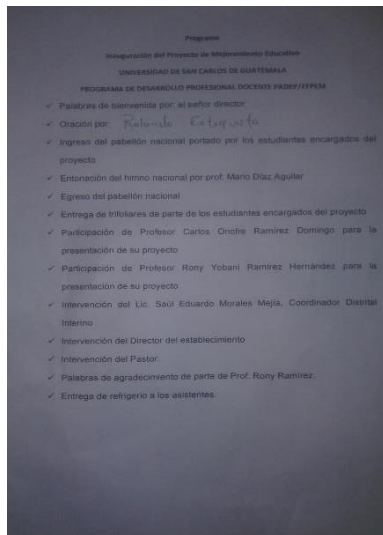 Programa
Inauguración del Proyecto de Mejoramiento Educativo
UNIVERSIDAD DE SAN CARLOS DE GUATEMALA
PROGRAMA DE DESARROLLO PROFESIONAL DOCENTE PADEP/EFPEM
✓ Palabras de bienvenida por: el señor director
✓ Oración por: Rolando
✓ Ingreso del pabellón nacional portado por los estudiantes encargados del
proyecto
✓ Entonación del himno nacional por prof: Mario Díaz Aguilar
✓ Egreso del pabellón nacional
✓ Entrega de trifoliares de parte de los estudiantes encargados del proyecto
✓ Participación de Profesor Carlos Onofre Ramírez Domingo para la
presentación de su proyecto
✓ Participación de Profesor Rony Yobani Ramírez Hernández para la
presentación de su proyecto
✓ Intervención del Lic. Saúl Eduardo Morales Mejía, Coordinador Distrital
Interino
✓ Intervención del Director del establecimiento
✓ Intervención del Pastor
✓ Palabras de agradecimiento de parte de Prof. Rony Ramírez.
✓ Entrega de refrigerio a los asistentes